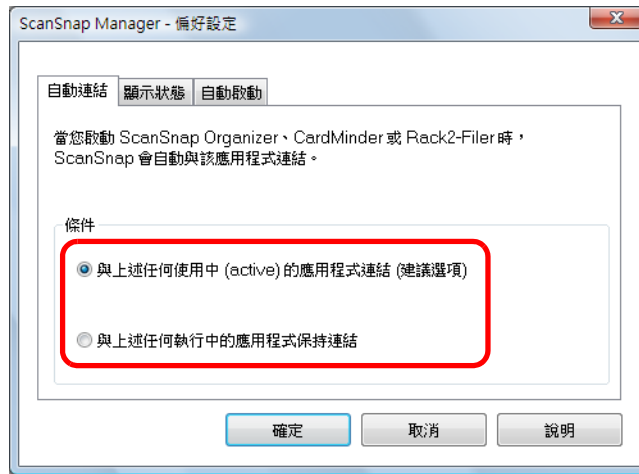 ScanSnap Manager - 偏好設定
自動連結 顯示狀態 自動啟動
當您啟動 ScanSnap Organizer、CardMinder 或 Rack2-Filer 時，
ScanSnap 會自動與該應用程式連結。
條件
與上述任何使用中 (active) 的應用程式連結 (建議選項)
與上述任何執行中的應用程式保持連結
確定 取消 說明